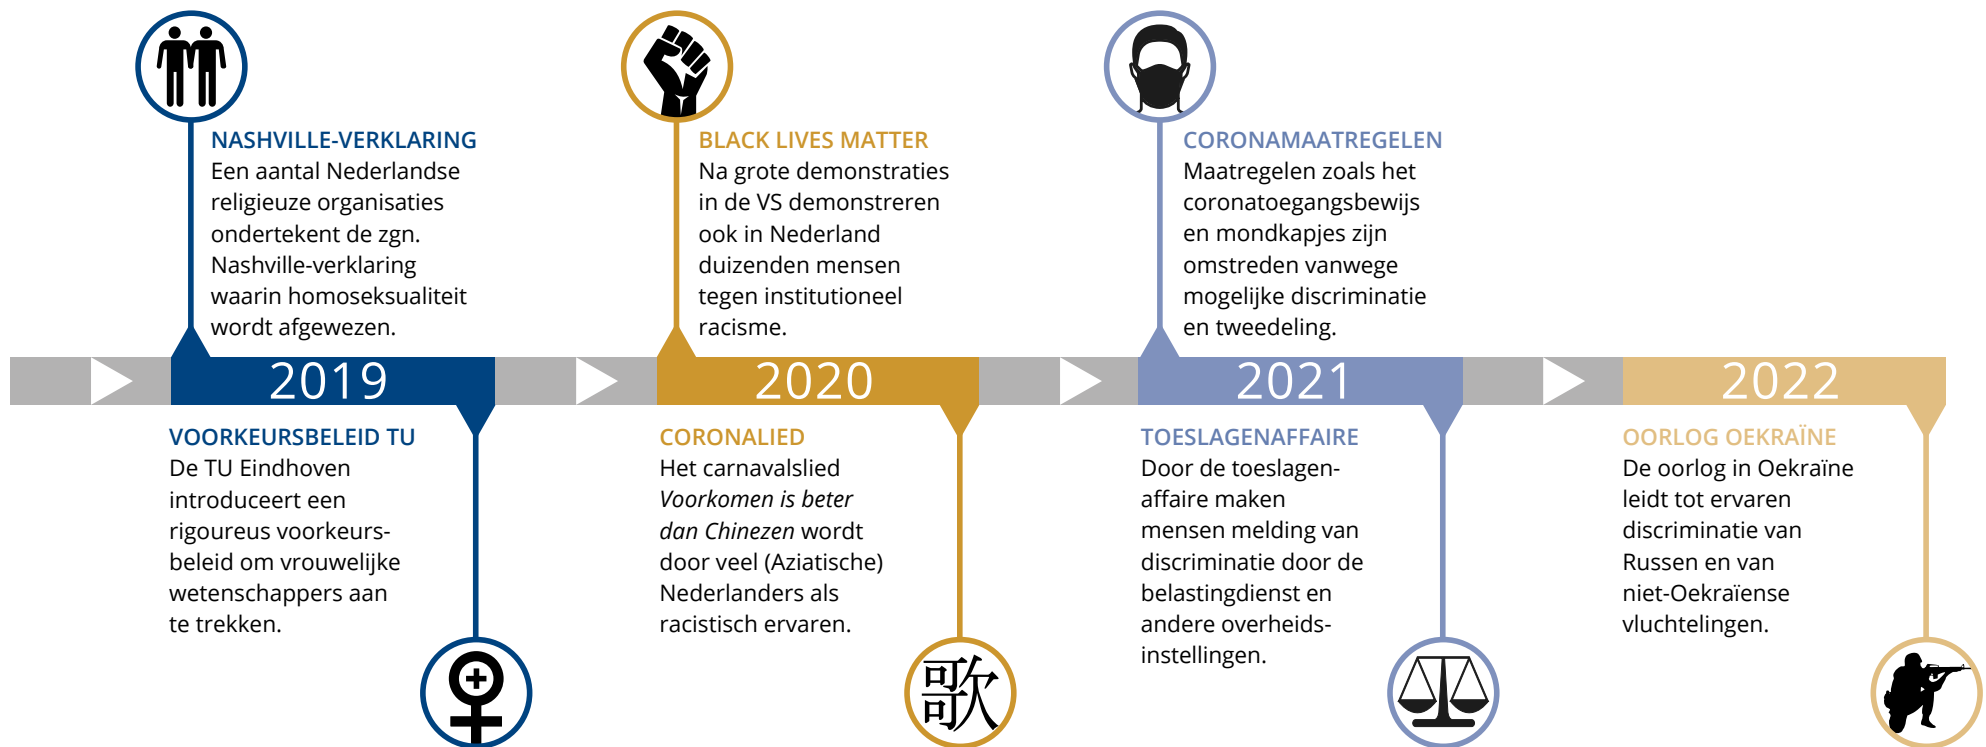 NASHVILLE-VERKLARING
Een aantal Nederlandse
religieuze organisaties
ondertekent de zgn.
Nashville-verklaring
waarin homoseksualiteit
wordt afgewezen.
BLACK LIVES MATTER
Na grote demonstraties
in de VS demonstreren
ook in Nederland
duizenden mensen
tegen institutioneel
racisme.
CORONAMAATREGELEN
Maatregelen zoals het
coronatoegangsbewijs
en mondkapjes zijn
omstreden vanwege
mogelijke discriminatie
en tweedeling.
2019
2020
2021
2022
VOORKEURSBELEID TU
De TU Eindhoven
introduceert een
rigoureus voorkeurs-
beleid om vrouwelijke
wetenschappers aan
te trekken.
CORONALIED
Het carnavalslied
Voorkomen is beter
dan Chinezen wordt
door veel (Aziatische)
Nederlanders als
racistisch ervaren.
歌
TOESLAGENAFFAIRE
Door de toeslagen-
affaire maken
mensen melding van
discriminatie door de
belastingdienst en
andere overheids-
instellingen.
OORLOG OEKRAÏNE
De oorlog in Oekraïne
leidt tot ervaren
discriminatie van
Russen en van
niet-Oekraïense
vluchtelingen.